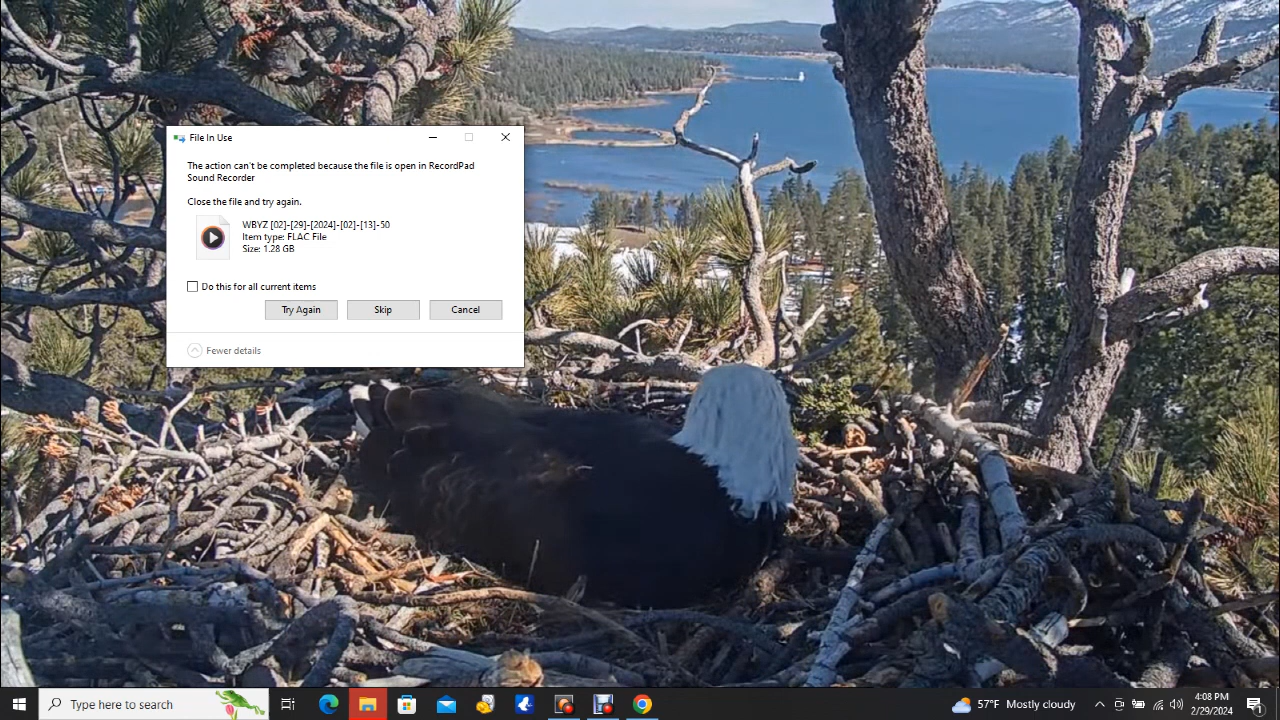 File In Use
The action can't be completed because the file is open in RecordPad
Sound Recorder
Close the file and try again.
WBYZ [02]-[29]-[2024]-[02]-[13]-50
Item type: FLAC File
Size: 1.28 GB
Do this for all current items
Try Again
Skip
Cancel
Fewer details
Type here to search
57°F Mostly cloudy
4:08 PM
2/29/2024
1